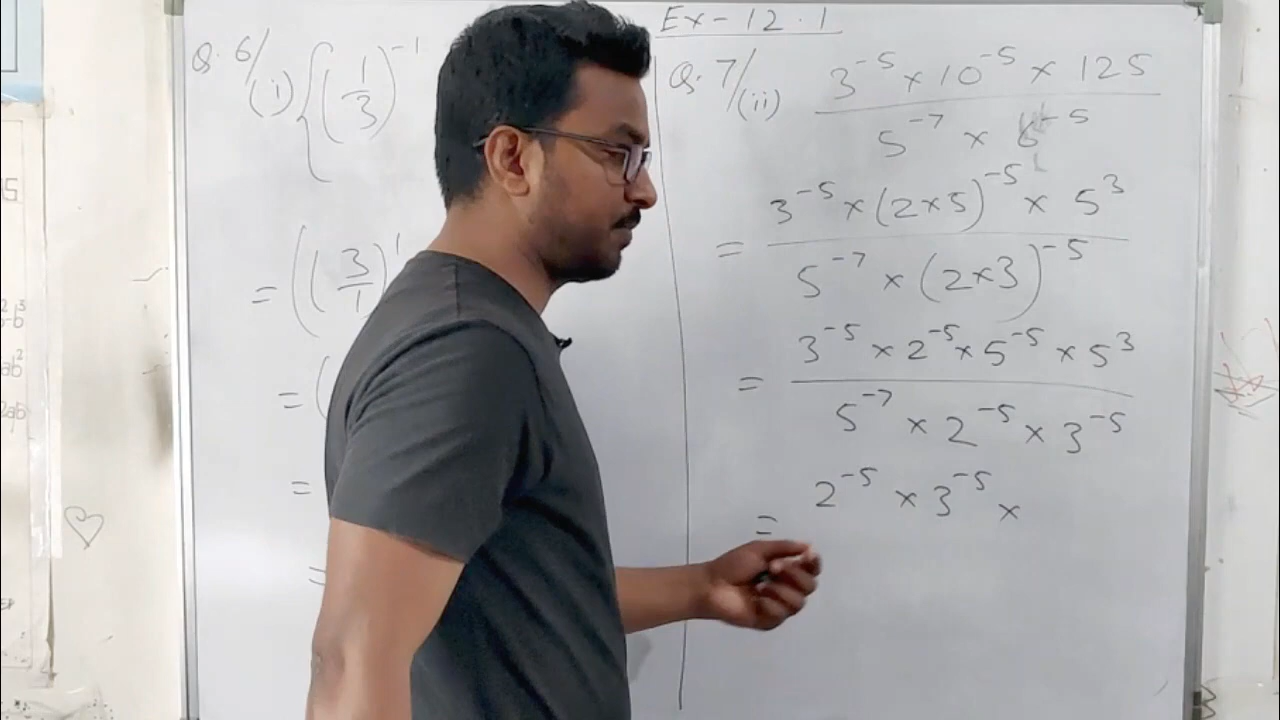 Ex-12.1
Q.6/(i) {(1/3)^-1
= ((3/1)^1
= (
=
=
Q.7/(ii) 3^-5 × 10^-5 × 125
5^-7 × 6^-5
= 3^-5 × (2×5)^-5 × 5^3
5^-7 × (2×3)^-5
= 3^-5 × 2^-5 × 5^-5 × 5^3
5^-7 × 2^-5 × 3^-5
= 2^-5 × 3^-5 ×